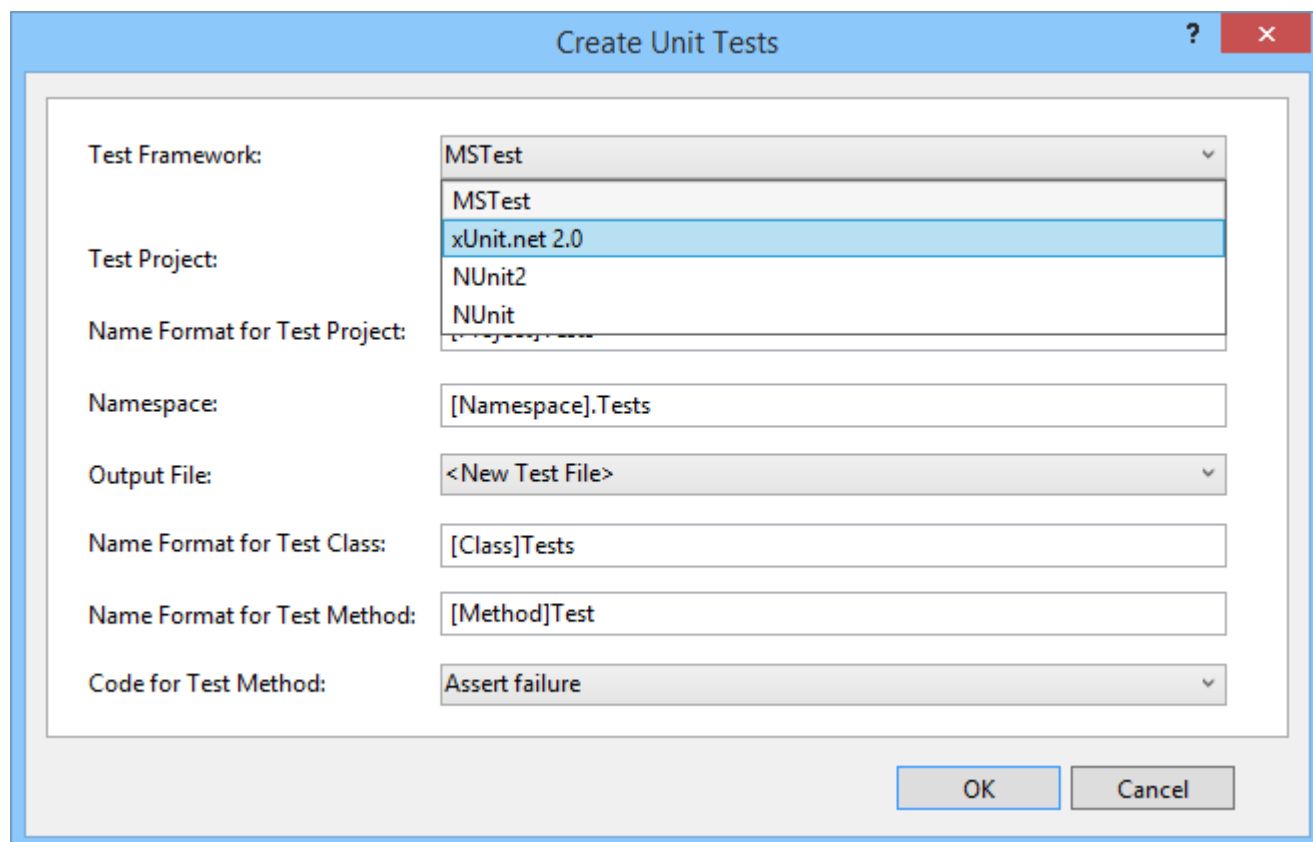 Create Unit Tests
?
Test Framework: MSTest
MSTest
xUnit.net 2.0
Test Project:
NUnit2
NUnit
Name Format for Test Project:
Namespace: [Namespace].Tests
Output File: <New Test File>
Name Format for Test Class: [Class]Tests
Name Format for Test Method: [Method]Test
Code for Test Method: Assert failure
OK Cancel